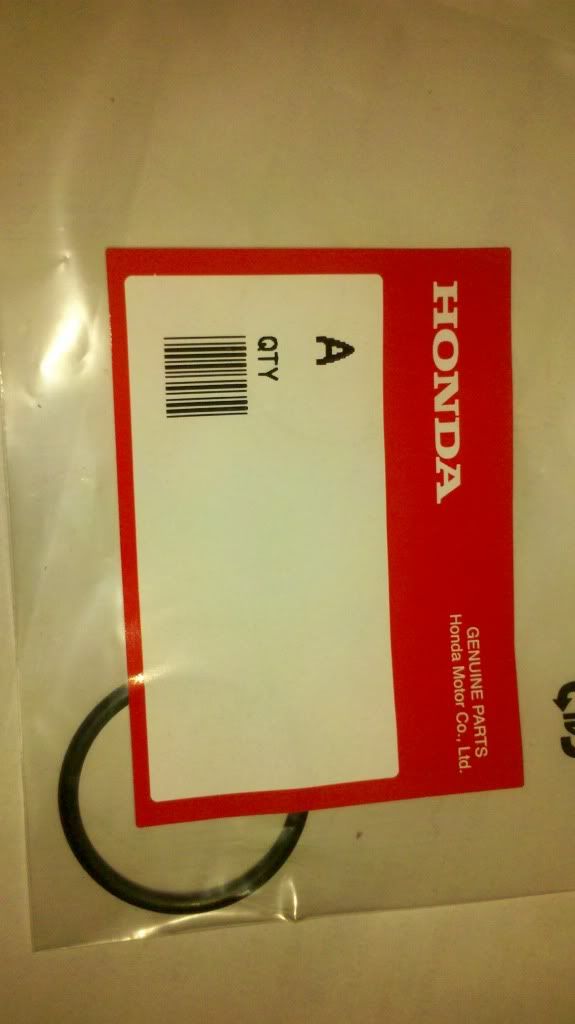 HONDA
GENUINE PARTS
Honda Motor Co., Ltd.
A
QTY